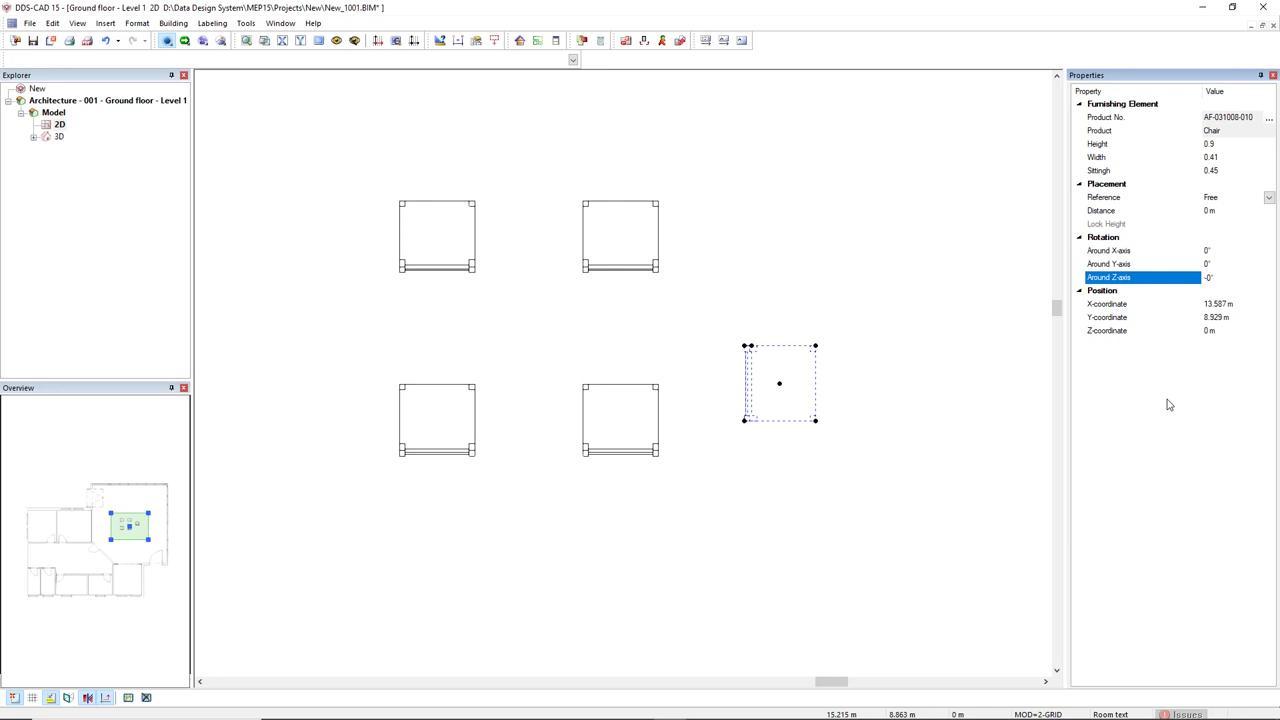 DDS-CAD 15 - [Ground floor - Level 1  2D  D:\Data Design System\MEP15\Projects\New\New_1001.BIM* ]
File Edit View Insert Format Building Labeling Tools Window Help
Explorer
New
Architecture - 001 - Ground floor - Level 1
Model
2D
3D
Overview
Properties
Property Value
Furnishing Element
Product No. AF-031008-010 ...
Product Chair
Height 0.9
Width 0.41
Sittingh 0.45
Placement
Reference Free
Distance 0 m
Lock Height
Rotation
Around X-axis 0°
Around Y-axis 0°
Around Z-axis -0°
Position
X-coordinate 13.587 m
Y-coordinate 8.929 m
Z-coordinate 0 m
15.215 m 8.863 m 0 m MOD=2-GRID Room text Issues